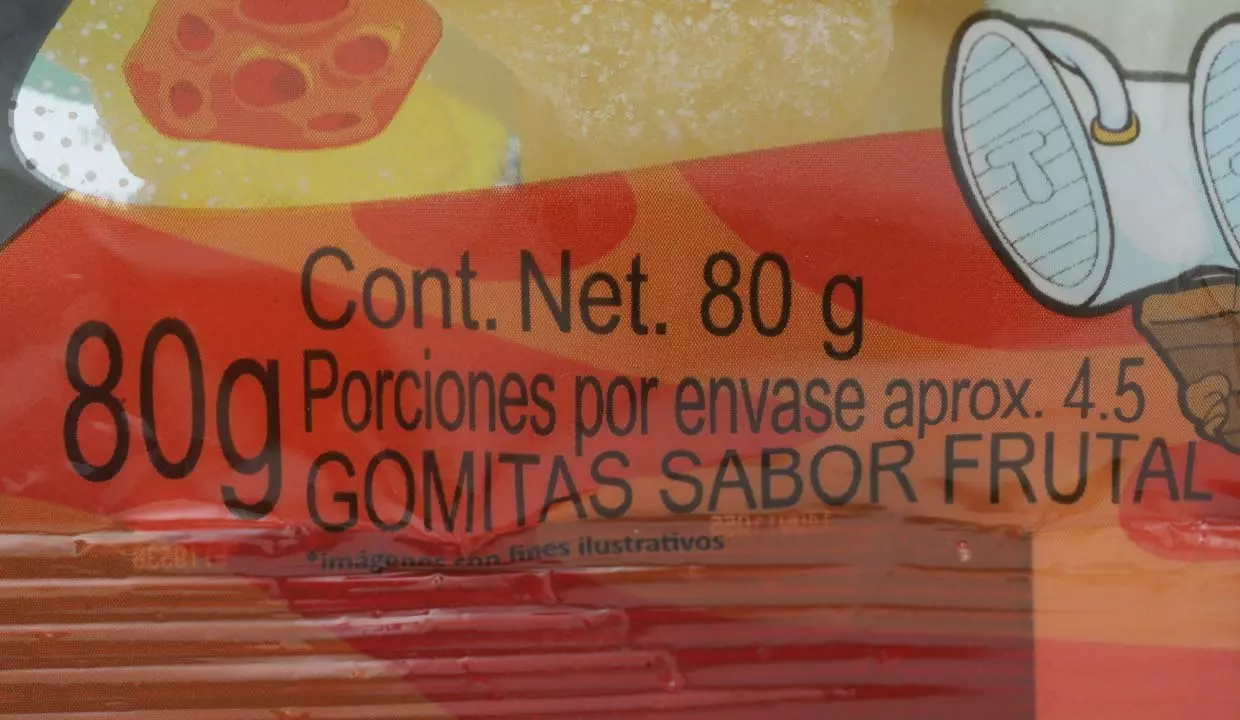 Cont. Net. 80 g
80g
Porciones por envase aprox. 4.5
GOMITAS SABOR FRUTAL
*imágenes con fines ilustrativos